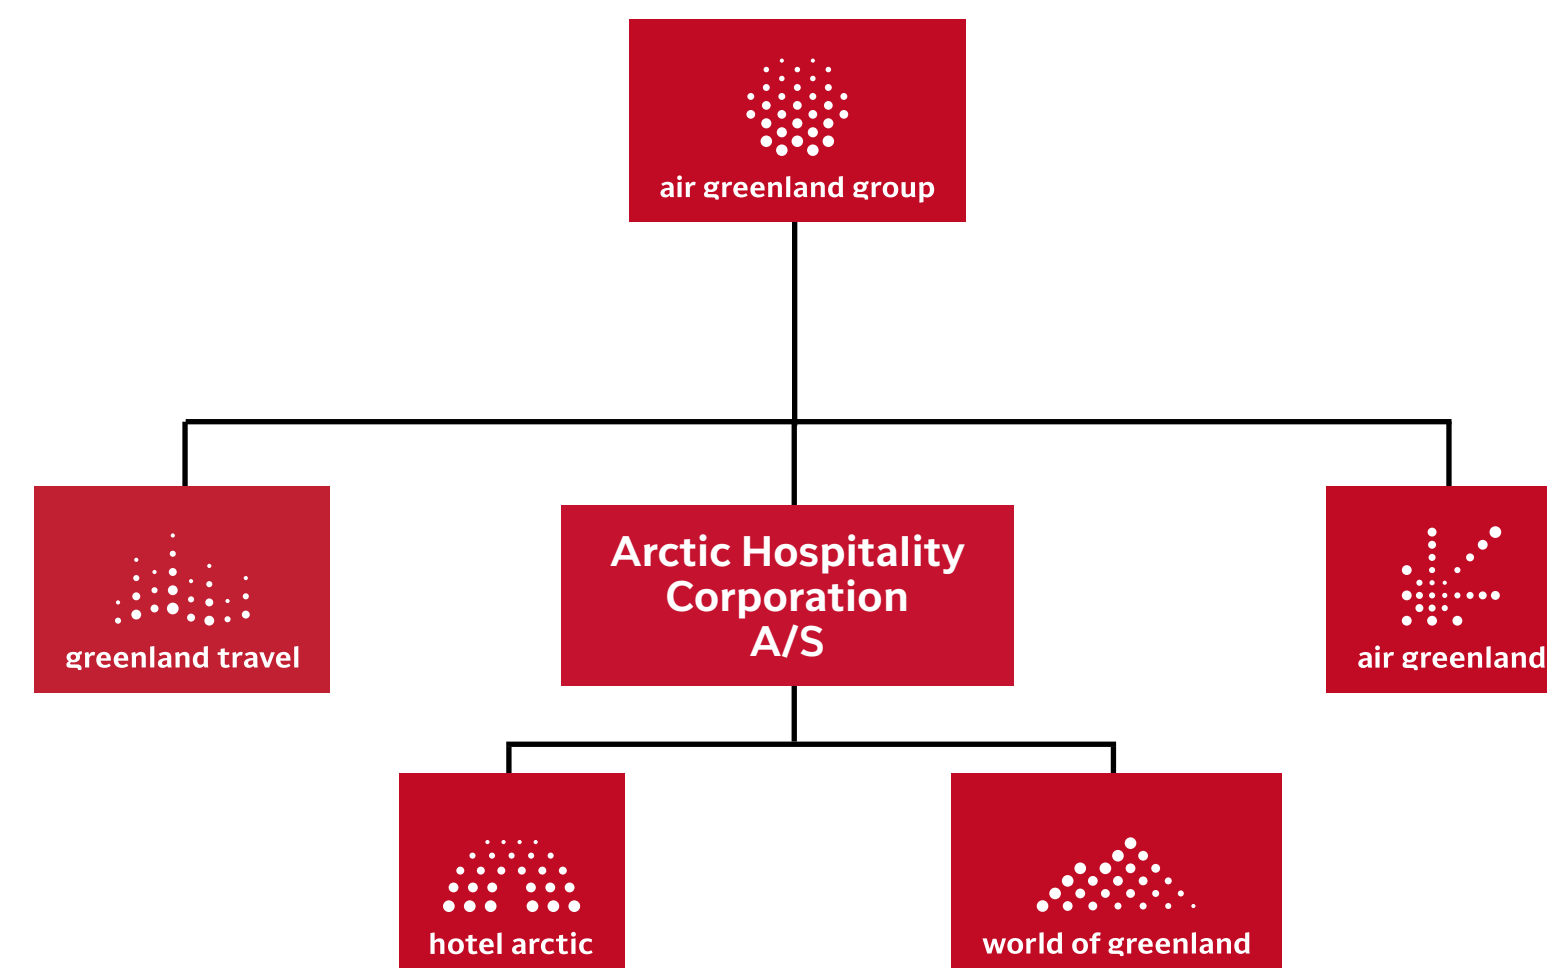 air greenland group
greenland travel
Arctic Hospitality
Corporation
A/S
air greenland
hotel arctic
world of greenland